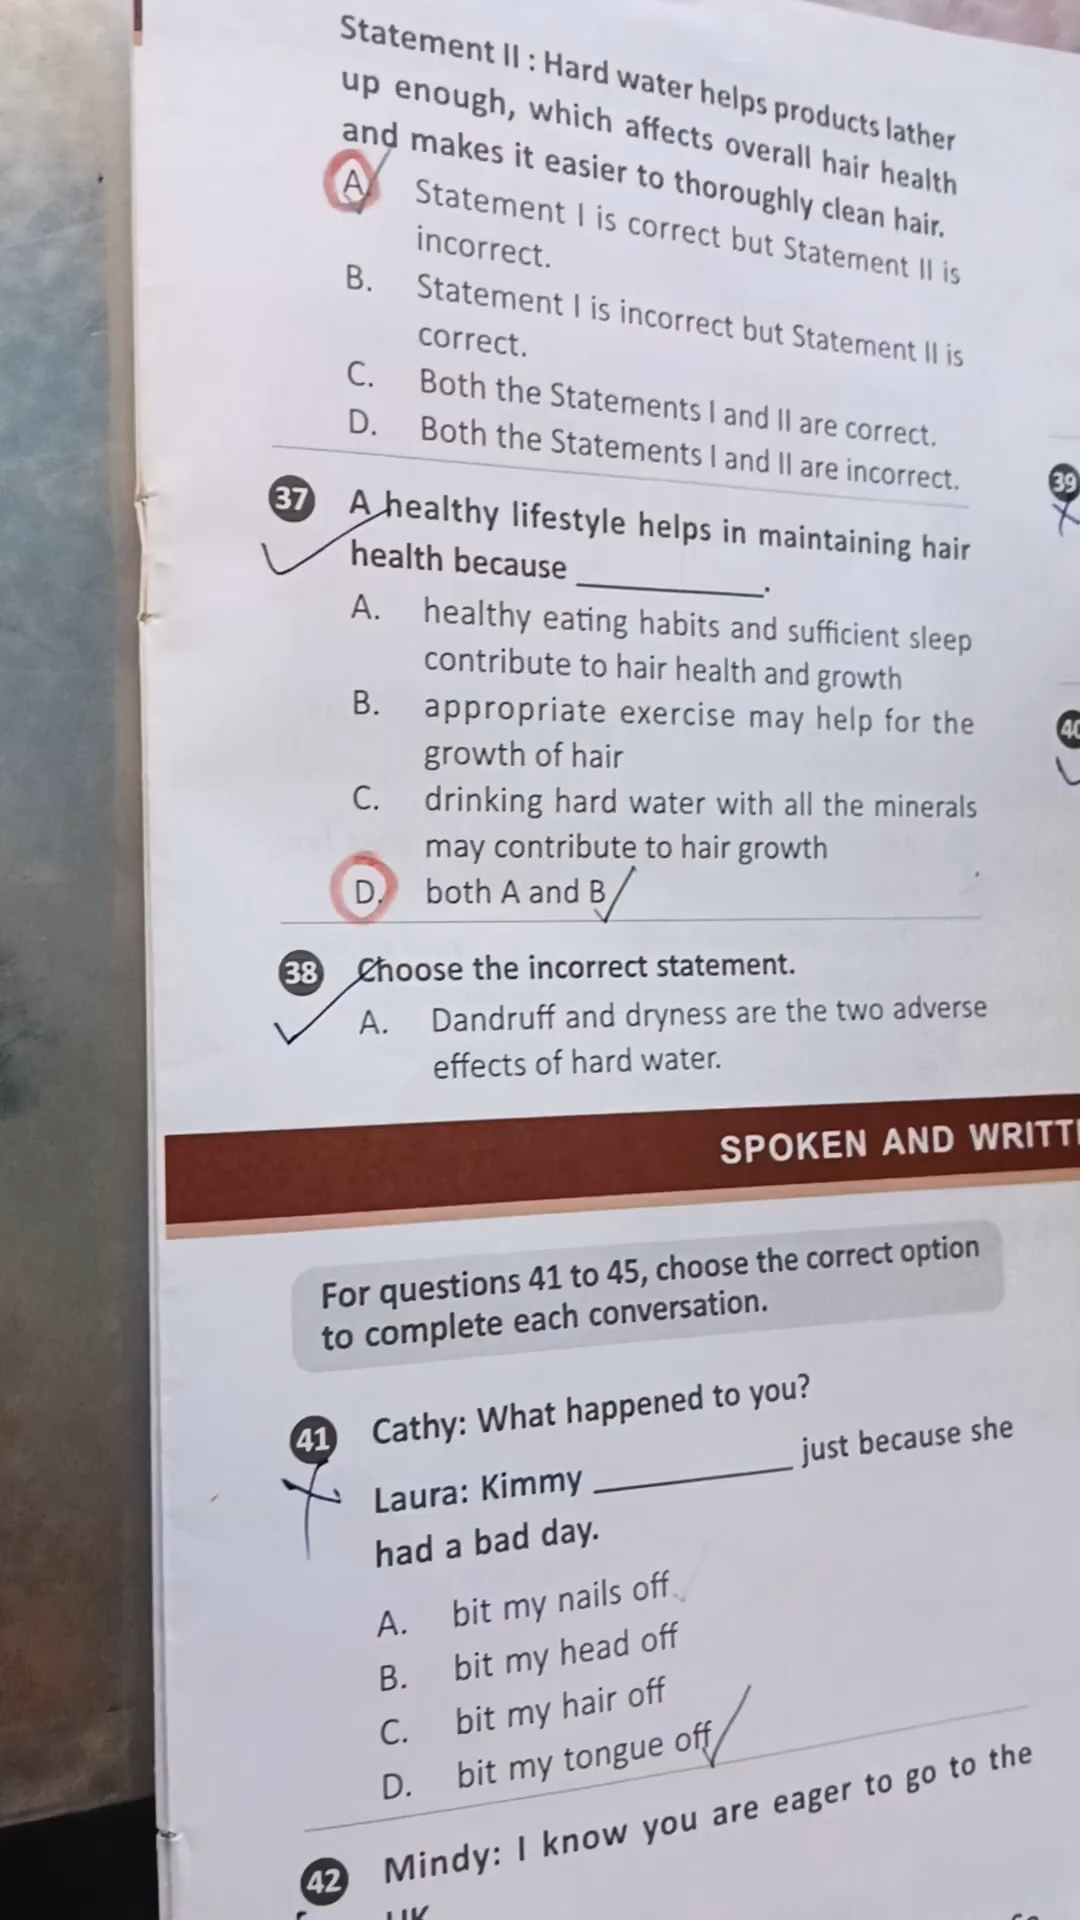 Statement II : Hard water helps products lather
up enough, which affects overall hair health
and makes it easier to thoroughly clean hair.
A. Statement I is correct but Statement II is
incorrect.
B. Statement I is incorrect but Statement II is
correct.
C. Both the Statements I and II are correct.
D. Both the Statements I and II are incorrect.
37 A healthy lifestyle helps in maintaining hair
health because ____________.
A. healthy eating habits and sufficient sleep
contribute to hair health and growth
B. appropriate exercise may help for the
growth of hair
C. drinking hard water with all the minerals
may contribute to hair growth
D. both A and B
38 Choose the incorrect statement.
A. Dandruff and dryness are the two adverse
effects of hard water.
39
40
SPOKEN AND WRITT
For questions 41 to 45, choose the correct option
to complete each conversation.
41 Cathy: What happened to you?
Laura: Kimmy ____________ just because she
had a bad day.
A. bit my nails off
B. bit my head off
C. bit my hair off
D. bit my tongue off
42 Mindy: I know you are eager to go to the
UK